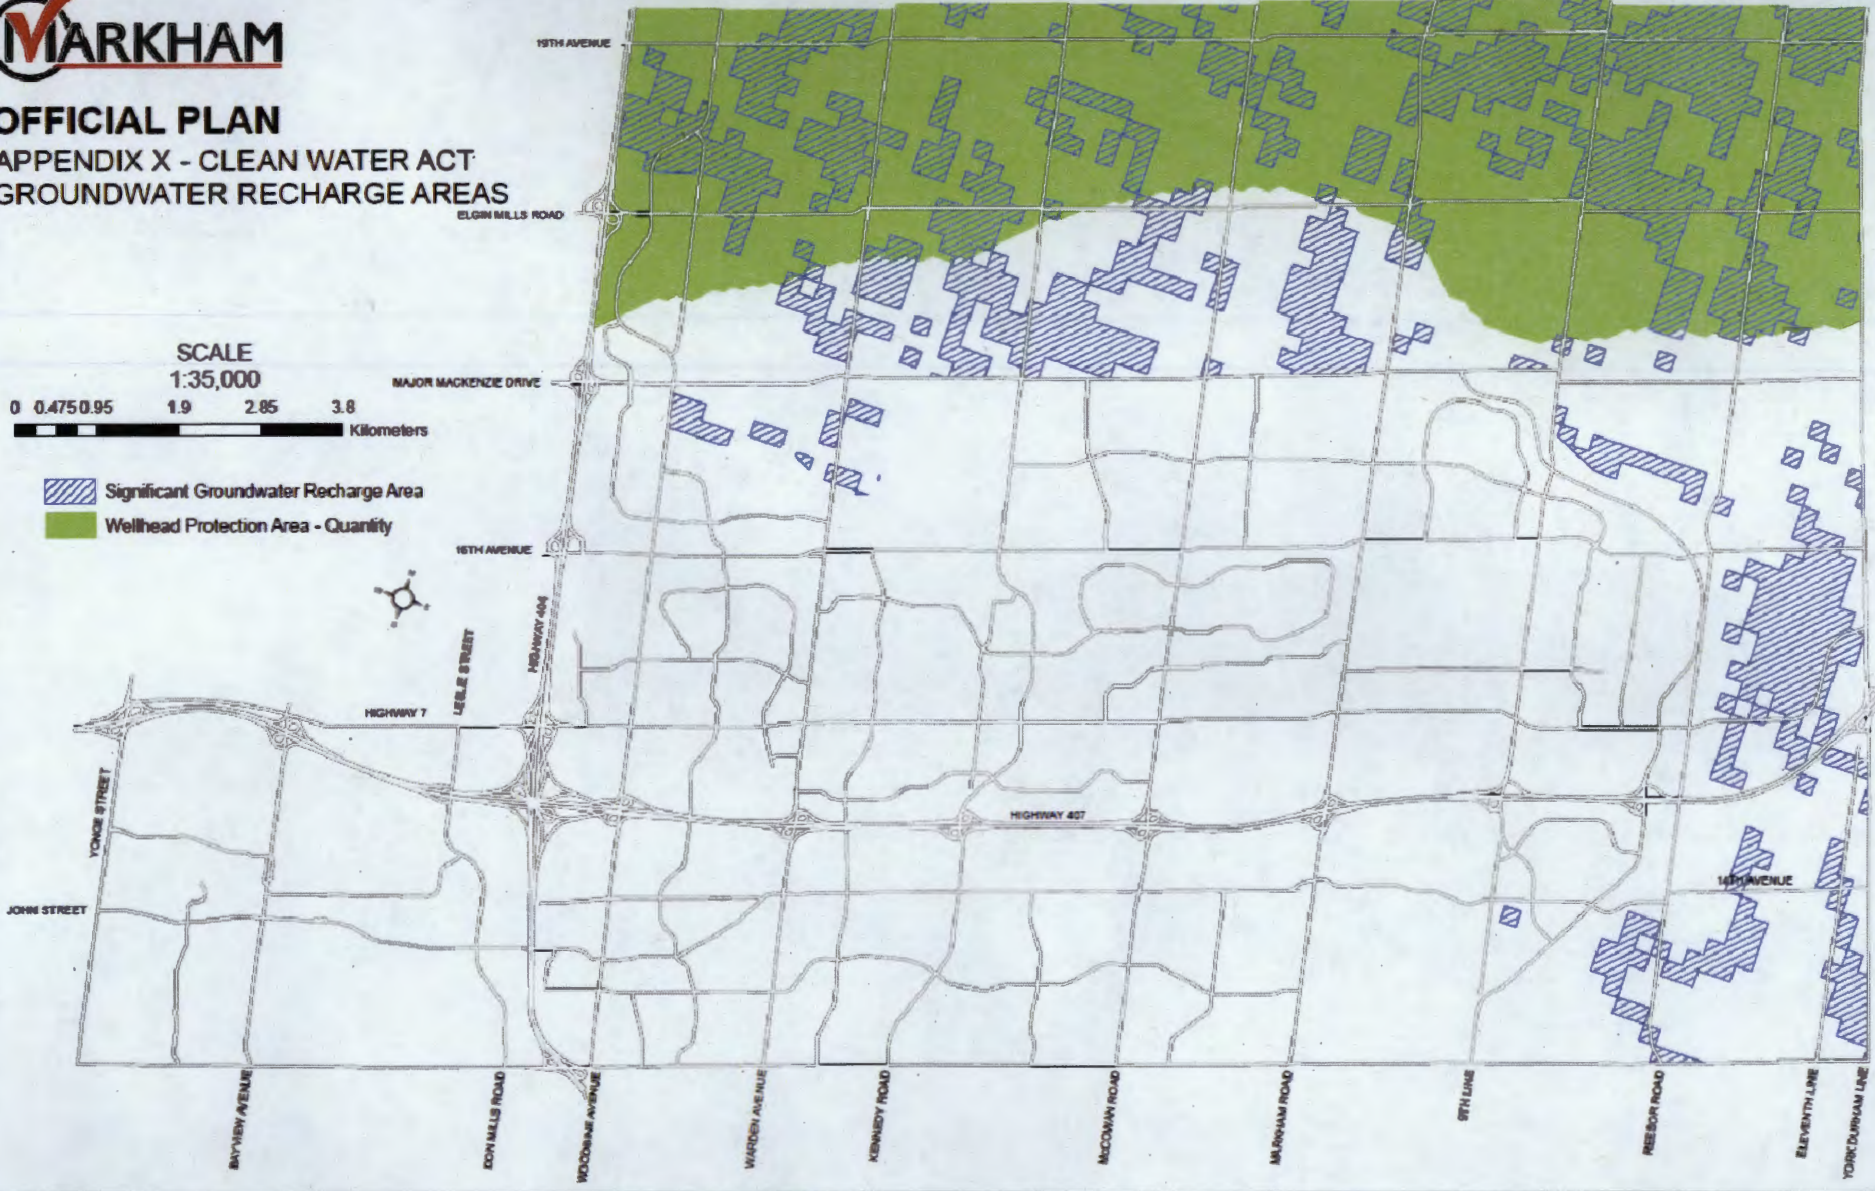 MARKHAM
OFFICIAL PLAN
APPENDIX X - CLEAN WATER ACT
GROUNDWATER RECHARGE AREAS
SCALE
1:35,000
0 0.475 0.95 1.9 2.85 3.8
Kilometers
Significant Groundwater Recharge Area
Wellhead Protection Area - Quantity
19TH AVENUE
ELGIN MILLS ROAD
MAJOR MACKENZIE DRIVE
16TH AVENUE
HIGHWAY 404
LESLIE STREET
HIGHWAY 7
YONGE STREET
HIGHWAY 407
14TH AVENUE
JOHN STREET
BAYVIEW AVENUE
DON MILLS ROAD
WOODBINE AVENUE
WARDEN AVENUE
KENNEDY ROAD
McCOWAN ROAD
MARKHAM ROAD
9TH LINE
REESOR ROAD
ELEVENTH LINE
YORK DURHAM LINE